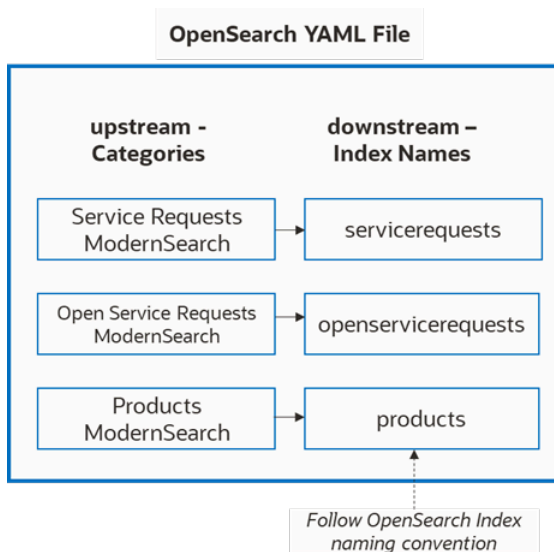 OpenSearch YAML File
upstream -
Categories
downstream –
Index Names
Service Requests
ModernSearch
servicerequests
Open Service Requests
ModernSearch
openservicerequests
Products
ModernSearch
products
Follow OpenSearch Index
naming convention